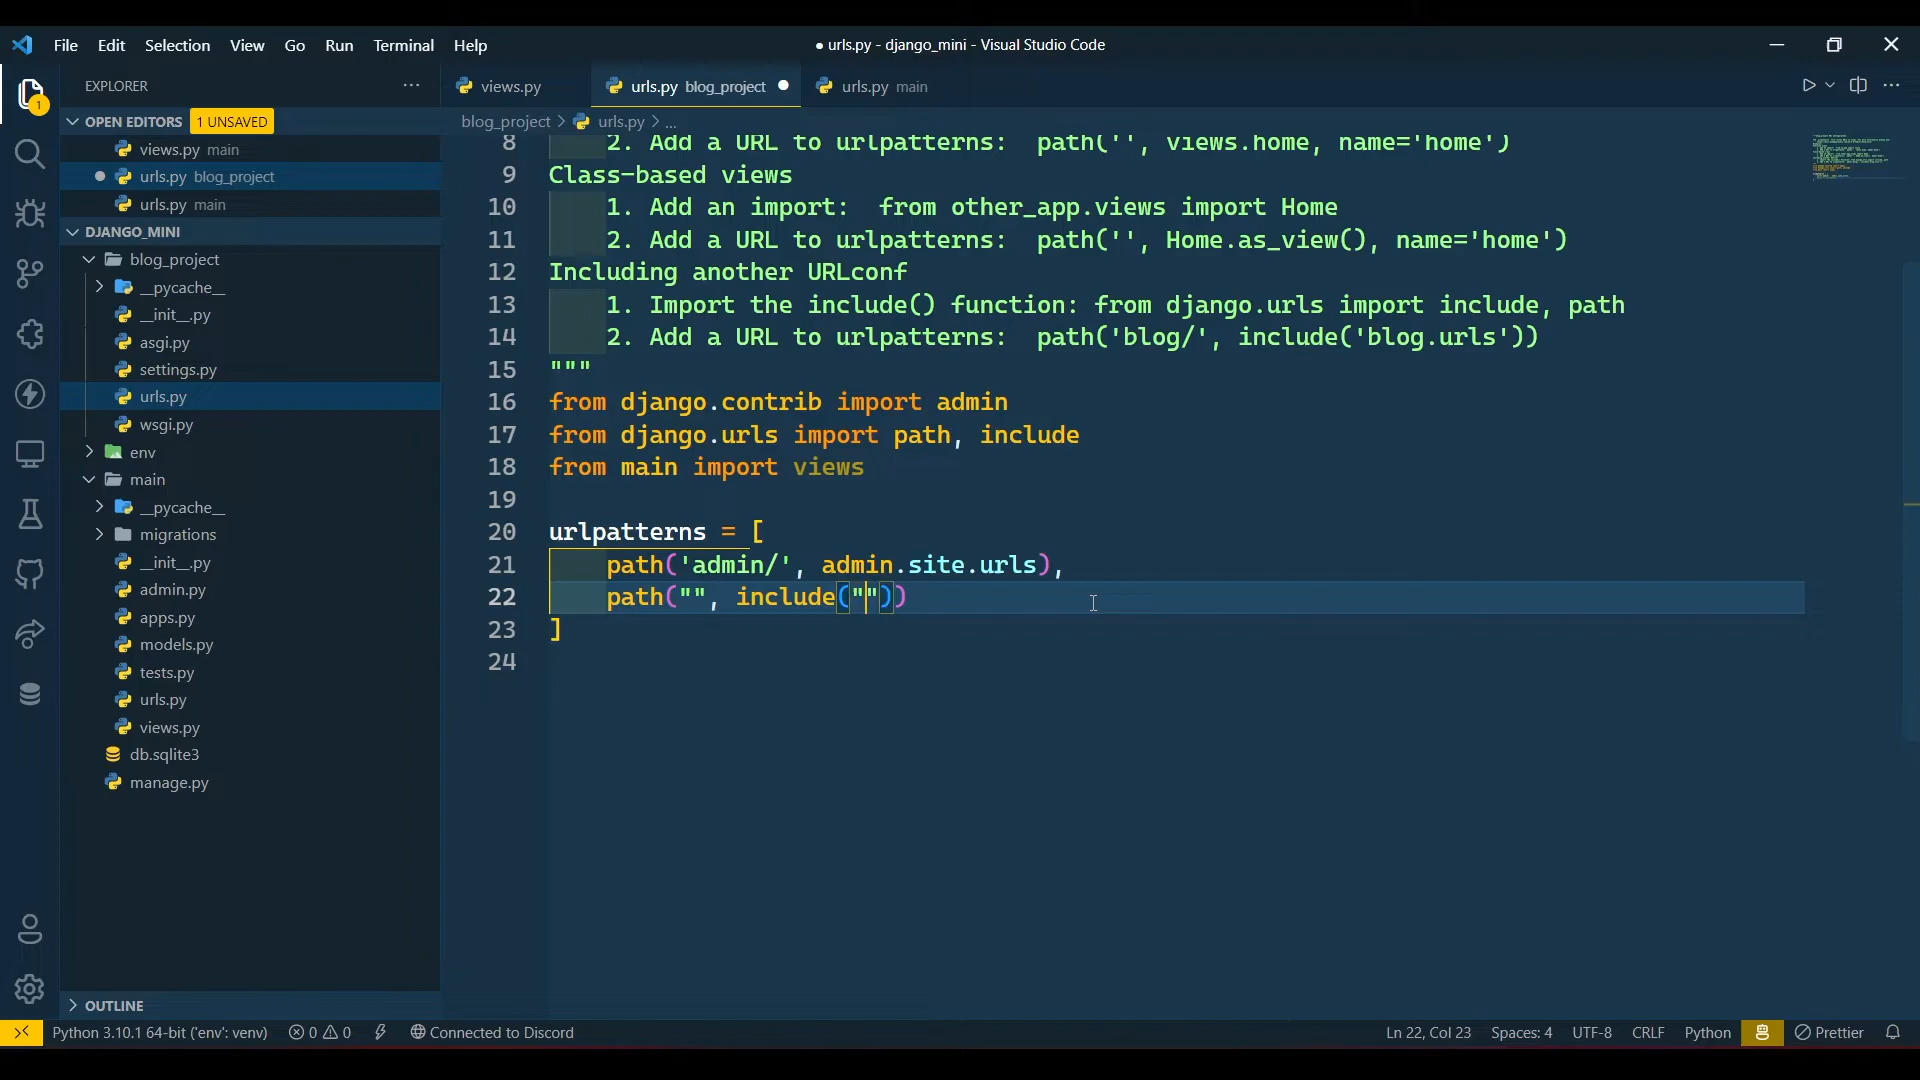 File Edit Selection View Go Run Terminal Help
● urls.py - django_mini - Visual Studio Code
1
EXPLORER ···
OPEN EDITORS 1 UNSAVED
views.py main
urls.py blog_project
urls.py main
DJANGO_MINI
blog_project
__pycache__
__init__.py
asgi.py
settings.py
urls.py
wsgi.py
env
main
__pycache__
migrations
__init__.py
admin.py
apps.py
models.py
tests.py
urls.py
views.py
db.sqlite3
manage.py
OUTLINE
views.py
urls.py blog_project
urls.py main
blog_project > urls.py > ...
8 2. Add a URL to urlpatterns:  path('', views.home, name='home')
9 Class-based views
10 1. Add an import:  from other_app.views import Home
11 2. Add a URL to urlpatterns:  path('', Home.as_view(), name='home')
12 Including another URLconf
13 1. Import the include() function: from django.urls import include, path
14 2. Add a URL to urlpatterns:  path('blog/', include('blog.urls'))
15 """
16 from django.contrib import admin
17 from django.urls import path, include
18 from main import views
19
20 urlpatterns = [
21 path('admin/', admin.site.urls),
22 path("", include(""))
23 ]
24
Python 3.10.1 64-bit ('env': venv) 0 0 Connected to Discord Ln 22, Col 23 Spaces: 4 UTF-8 CRLF Python Prettier